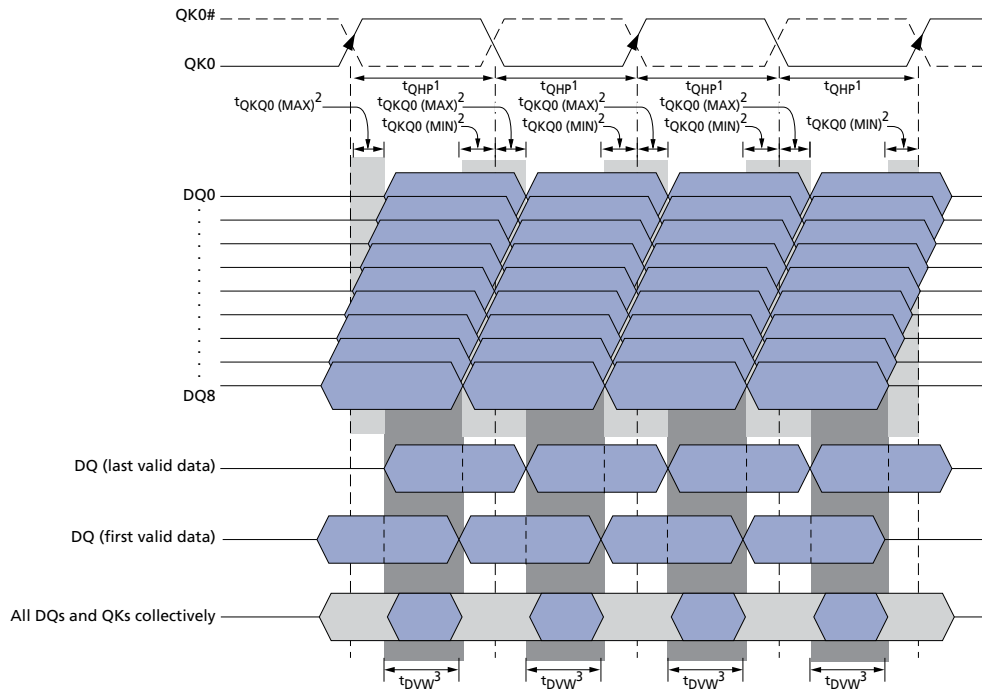 QK0#
QK0
tQHP1 tQHP1 tQHP1 tQHP1
tQKQ0 (MAX)2 tQKQ0 (MAX)2 tQKQ0 (MAX)2 tQKQ0 (MAX)2
tQKQ0 (MIN)2 tQKQ0 (MIN)2 tQKQ0 (MIN)2 tQKQ0 (MIN)2
DQ0
DQ8
DQ (last valid data)
DQ (first valid data)
All DQs and QKs collectively
tDVW3 tDVW3 tDVW3 tDVW3